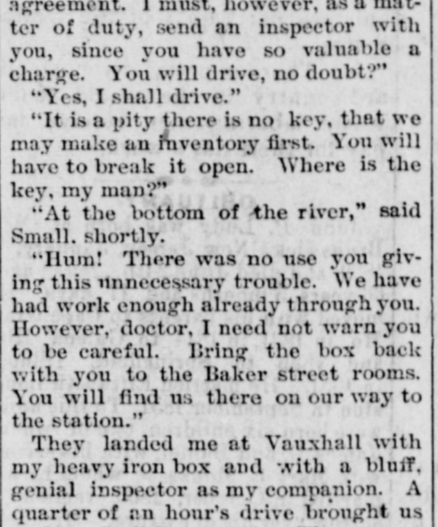 agreement. I must, however, as a mat-
ter of duty, send an inspector with
you, since you have so valuable a
charge. You will drive, no doubt?"
"Yes, I shall drive."
"It is a pity there is no key, that we
may make an inventory first. You will
have to break it open. Where is the
key, my man?"
"At the bottom of the river," said
Small. shortly.
"Hum! There was no use you giv-
ing this unnecessary trouble. We have
had work enough already through you.
However, doctor, I need not warn you
to be careful. Bring the box back
with you to the Baker street rooms.
You will find us there on our way to
the station."
They landed me at Vauxhall with
my heavy iron box and with a bluff,
genial inspector as my companion. A
quarter of an hour's drive brought us